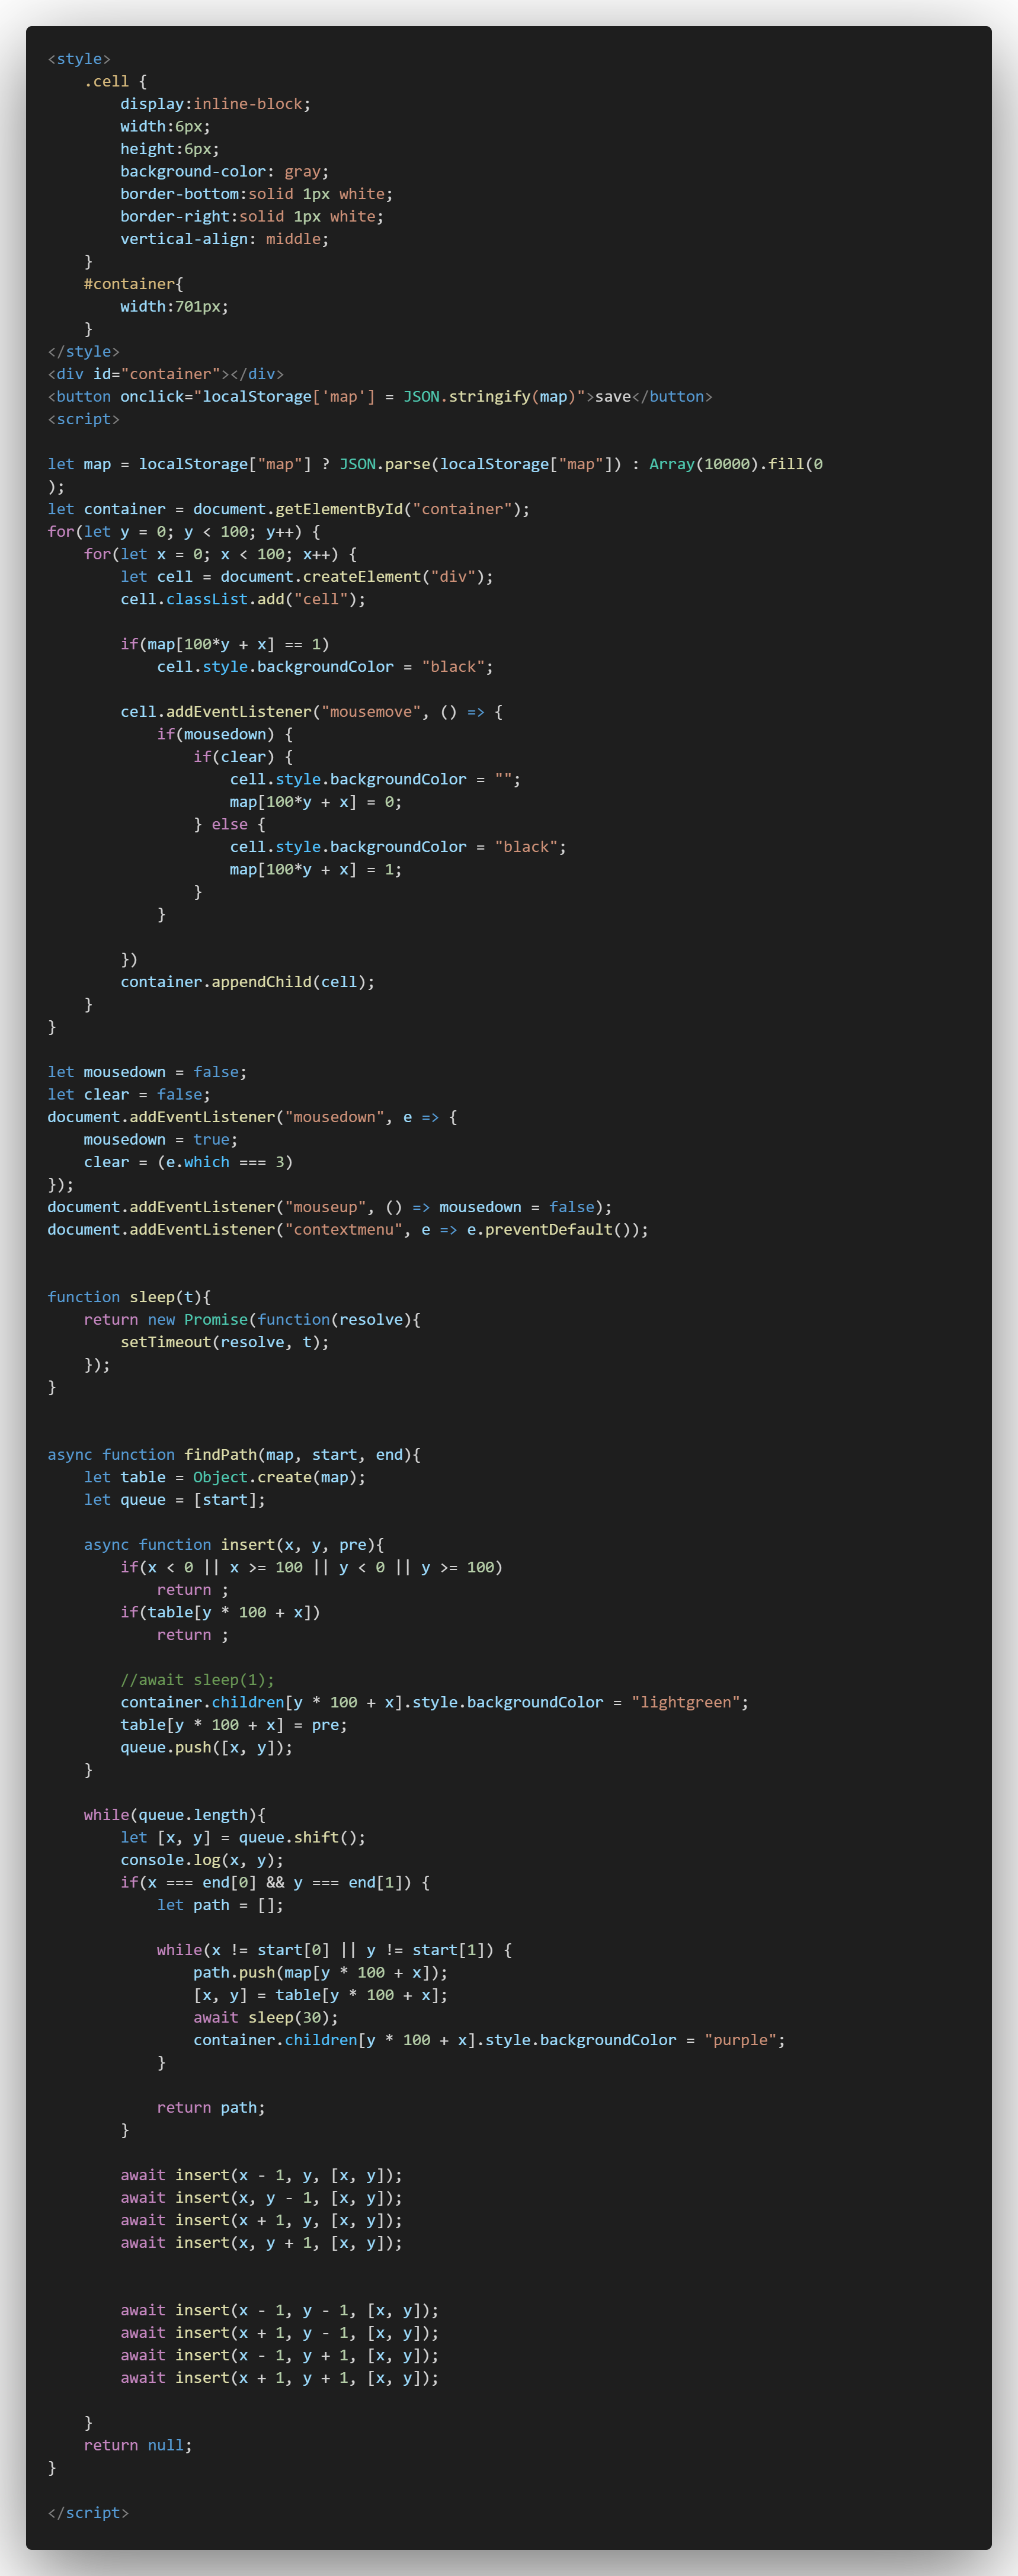 <style>
    .cell {
        display:inline-block;
        width:6px;
        height:6px;
        background-color: gray;
        border-bottom:solid 1px white;
        border-right:solid 1px white;
        vertical-align: middle;
    }
    #container{
        width:701px;
    }
</style>
<div id="container"></div>
<button onclick="localStorage['map'] = JSON.stringify(map)">save</button>
<script>

let map = localStorage["map"] ? JSON.parse(localStorage["map"]) : Array(10000).fill(0
);
let container = document.getElementById("container");
for(let y = 0; y < 100; y++) {
    for(let x = 0; x < 100; x++) {
        let cell = document.createElement("div");
        cell.classList.add("cell");

        if(map[100*y + x] == 1)
            cell.style.backgroundColor = "black";

        cell.addEventListener("mousemove", () => {
            if(mousedown) {
                if(clear) {
                    cell.style.backgroundColor = "";
                    map[100*y + x] = 0;
                } else {
                    cell.style.backgroundColor = "black";
                    map[100*y + x] = 1;
                }
            }

        })
        container.appendChild(cell);
    }
}

let mousedown = false;
let clear = false;
document.addEventListener("mousedown", e => {
    mousedown = true;
    clear = (e.which === 3)
});
document.addEventListener("mouseup", () => mousedown = false);
document.addEventListener("contextmenu", e => e.preventDefault());


function sleep(t){
    return new Promise(function(resolve){
        setTimeout(resolve, t);
    });
}


async function findPath(map, start, end){
    let table = Object.create(map);
    let queue = [start];

    async function insert(x, y, pre){
        if(x < 0 || x >= 100 || y < 0 || y >= 100)
            return ;
        if(table[y * 100 + x])
            return ;

        //await sleep(1);
        container.children[y * 100 + x].style.backgroundColor = "lightgreen";
        table[y * 100 + x] = pre;
        queue.push([x, y]);
    }

    while(queue.length){
        let [x, y] = queue.shift();
        console.log(x, y);
        if(x === end[0] && y === end[1]) {
            let path = [];

            while(x != start[0] || y != start[1]) {
                path.push(map[y * 100 + x]);
                [x, y] = table[y * 100 + x];
                await sleep(30);
                container.children[y * 100 + x].style.backgroundColor = "purple";
            }

            return path;
        }

        await insert(x - 1, y, [x, y]);
        await insert(x, y - 1, [x, y]);
        await insert(x + 1, y, [x, y]);
        await insert(x, y + 1, [x, y]);


        await insert(x - 1, y - 1, [x, y]);
        await insert(x + 1, y - 1, [x, y]);
        await insert(x - 1, y + 1, [x, y]);
        await insert(x + 1, y + 1, [x, y]);

    }
    return null;
}

</script>